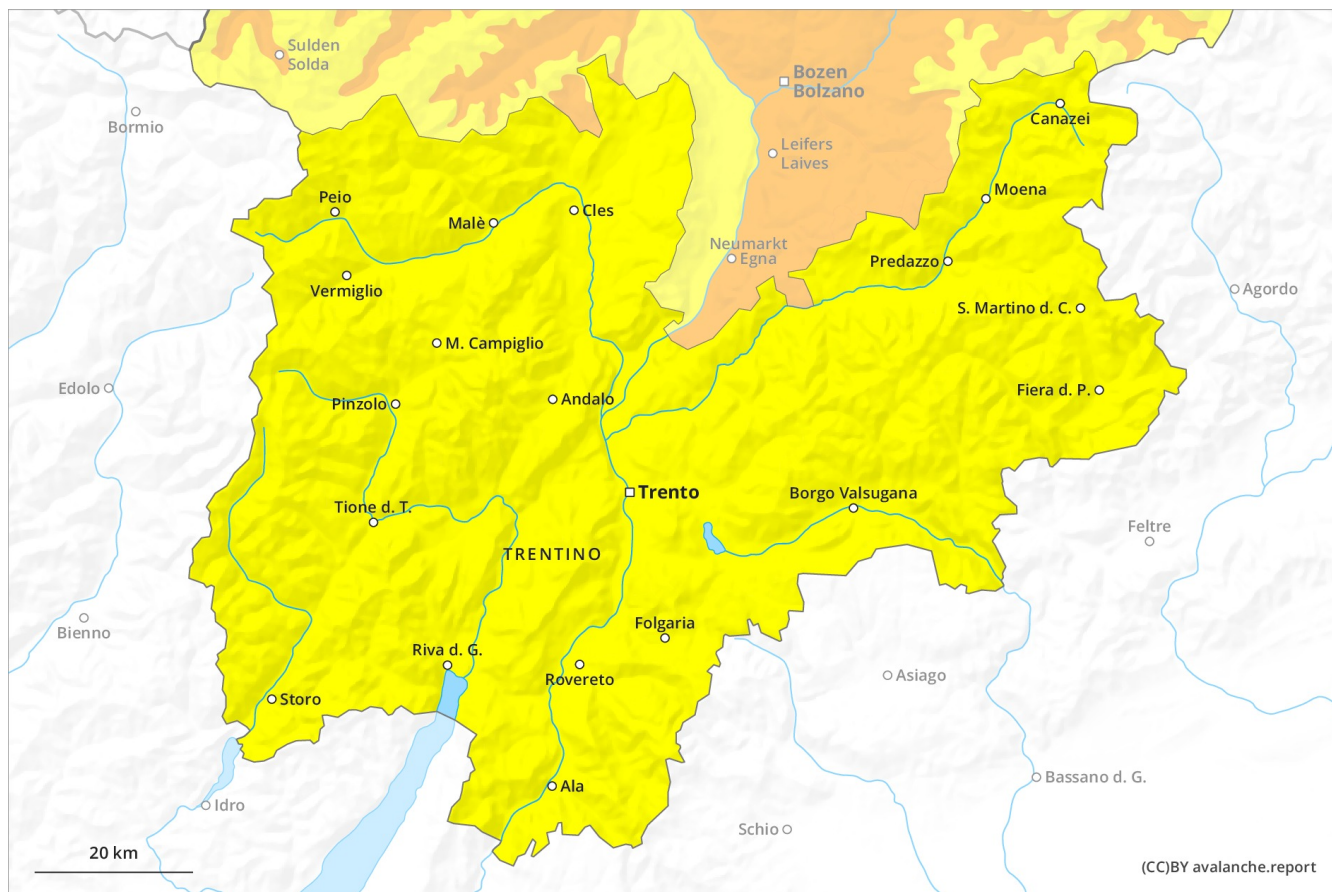 Sulden
Solda
Bozen
Bolzano
Bormio
Canazei
Leifers
Laives
Peio
Moena
Malè
Cles
Neumarkt
Egna
Predazzo
Vermiglio
Agordo
S. Martino d. C.
M. Campiglio
Edolo
Fiera d. P.
Pinzolo
Andalo
Trento
Borgo Valsugana
Tione d. T.
Feltre
TRENTINO
Bienno
Folgaria
Riva d. G.
Asiago
Rovereto
Storo
Bassano d. G.
Ala
Idro
Schio
20 km
(CC)BY avalanche.report